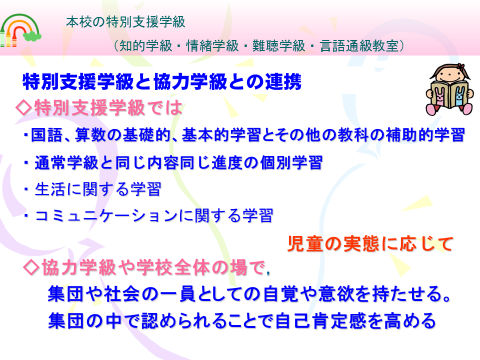 本校の特別支援学級
（知的学級・情緒学級・難聴学級・言語通級教室）
特別支援学級と協力学級との連携
◇特別支援学級では
・国語、算数の基礎的、基本的学習とその他の教科の補助的学習
・通常学級と同じ内容同じ進度の個別学習
・生活に関する学習
・コミュニケーションに関する学習
児童の実態に応じて
◇協力学級や学校全体の場で,
集団や社会の一員としての自覚や意欲を持たせる。
集団の中で認められることで自己肯定感を高める